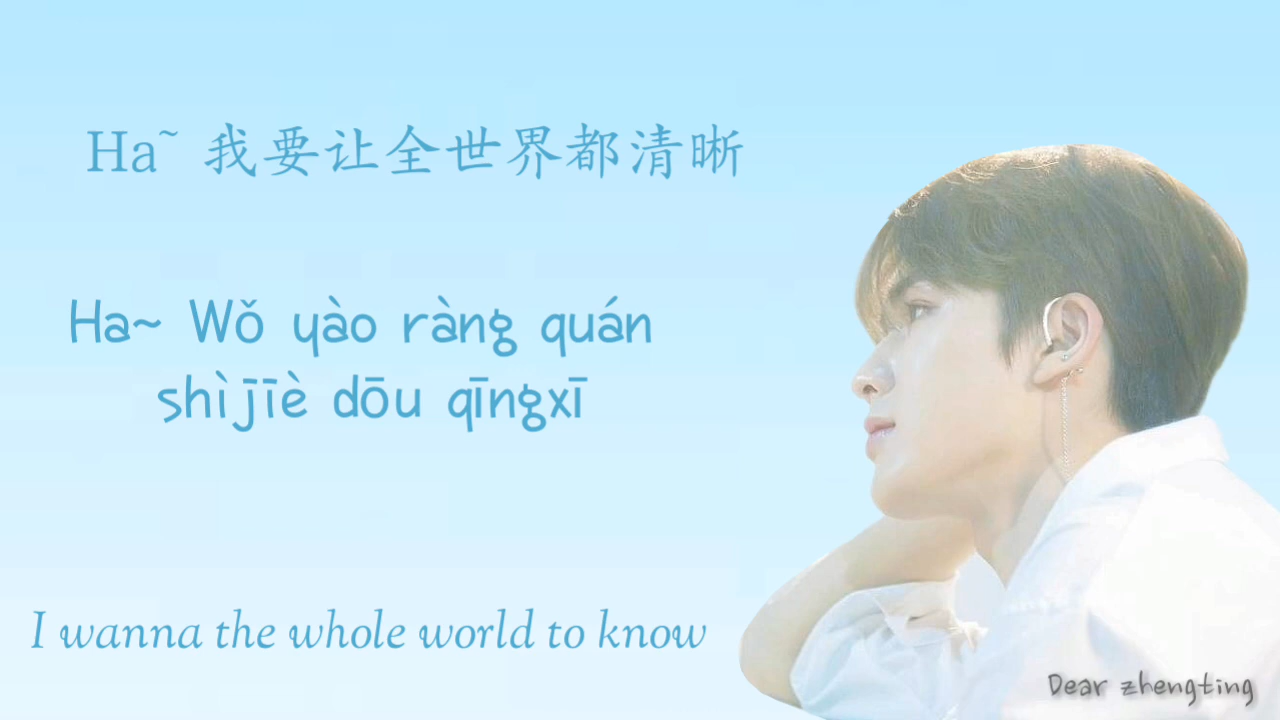 Ha~ 我要让全世界都清晰
Ha~ Wǒ yào ràng quán
shìjīè dōu qīngxī
I wanna the whole world to know
Dear zhengting